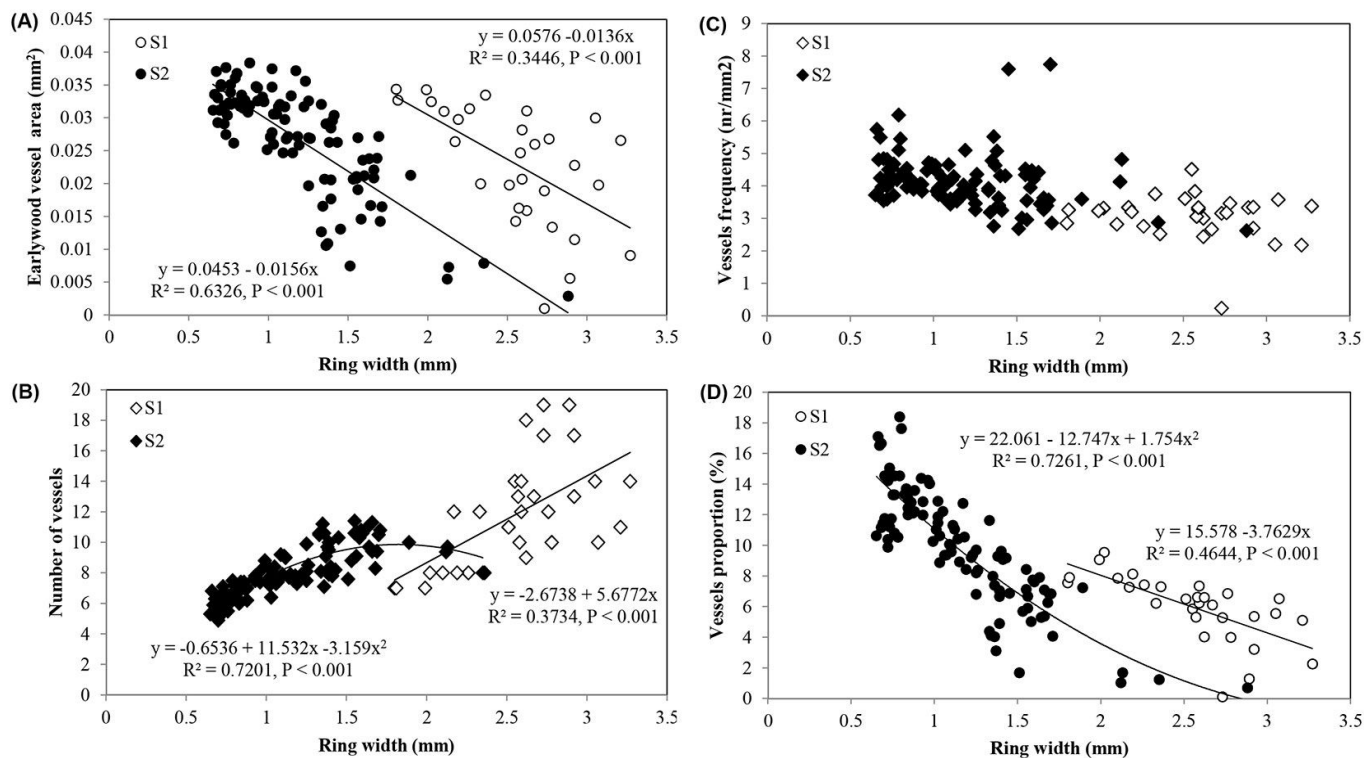 (A)
0.045
0.04
0.035
0.03
0.025
0.02
0.015
0.01
0.005
0
Earlywood vessel area (mm²)
S1
S2
y = 0.0576 -0.0136x
R² = 0.3446, P < 0.001
y = 0.0453 - 0.0156x
R² = 0.6326, P < 0.001
0 0.5 1 1.5 2 2.5 3 3.5
Ring width (mm)
(C)
9
8
7
6
5
4
3
2
1
0
Vessels frequency (nr/mm2)
S1
S2
0 0.5 1 1.5 2 2.5 3 3.5
Ring width (mm)
(B)
20
18
16
14
12
10
8
6
4
2
0
Number of vessels
S1
S2
y = -2.6738 + 5.6772x
R² = 0.3734, P < 0.001
y = -0.6536 + 11.532x -3.159x²
R² = 0.7201, P < 0.001
0 0.5 1 1.5 2 2.5 3 3.5
Ring width (mm)
(D)
20
18
16
14
12
10
8
6
4
2
0
Vessels proportion (%)
S1
S2
y = 22.061 - 12.747x + 1.754x²
R² = 0.7261, P < 0.001
y = 15.578 -3.7629x
R² = 0.4644, P < 0.001
0 0.5 1 1.5 2 2.5 3 3.5
Ring width (mm)